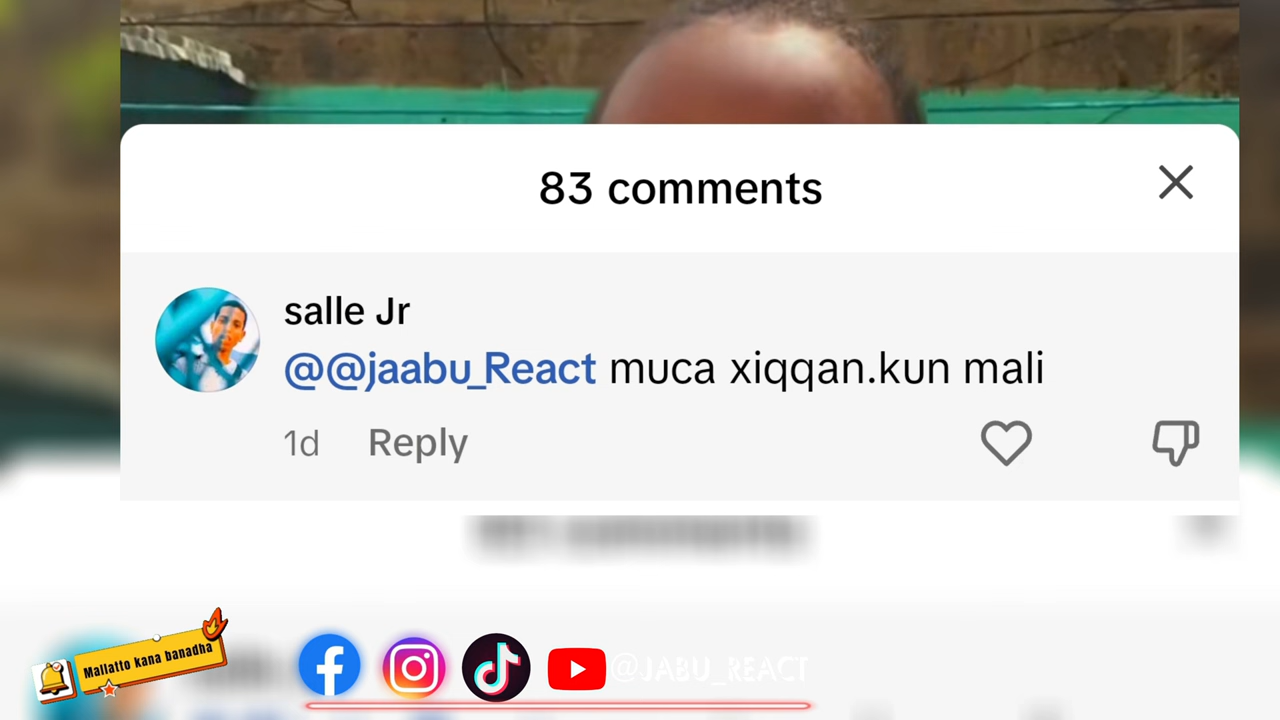 83 comments
salle Jr
@@jaabu_React muca xiqqan.kun mali
1d Reply
Mallatto kana banadha
@JABU_REACT